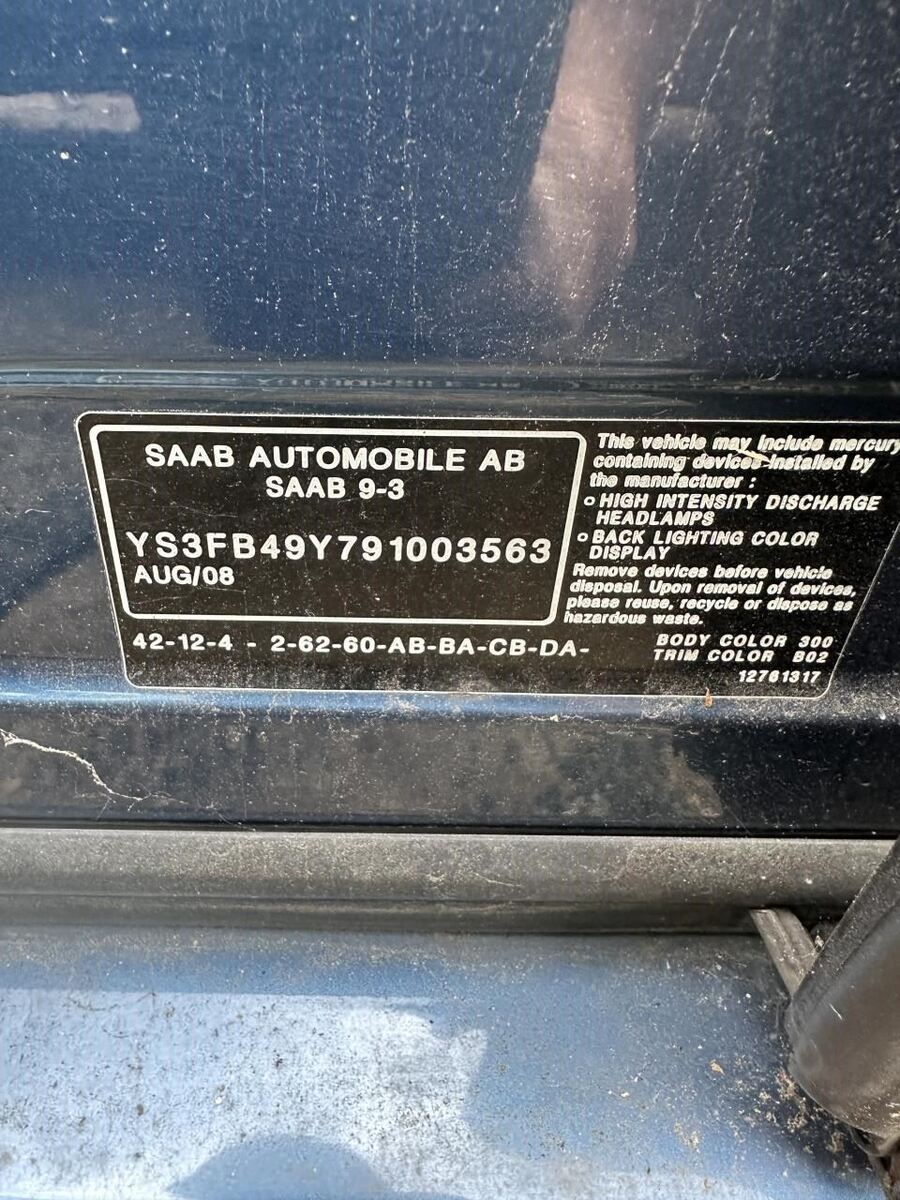 SAAB AUTOMOBILE AB
SAAB 9-3
YS3FB49Y791003563
AUG/08
42-12-4 - 2-62-60-AB-BA-CB-DA-
This vehicle may include mercury
containing devices installed by
the manufacturer :
o HIGH INTENSITY DISCHARGE
HEADLAMPS
o BACK LIGHTING COLOR
DISPLAY
Remove devices before vehicle
disposal. Upon removal of devices,
please reuse, recycle or dispose as
hazardous waste.
BODY COLOR 300
TRIM COLOR B02
12761317